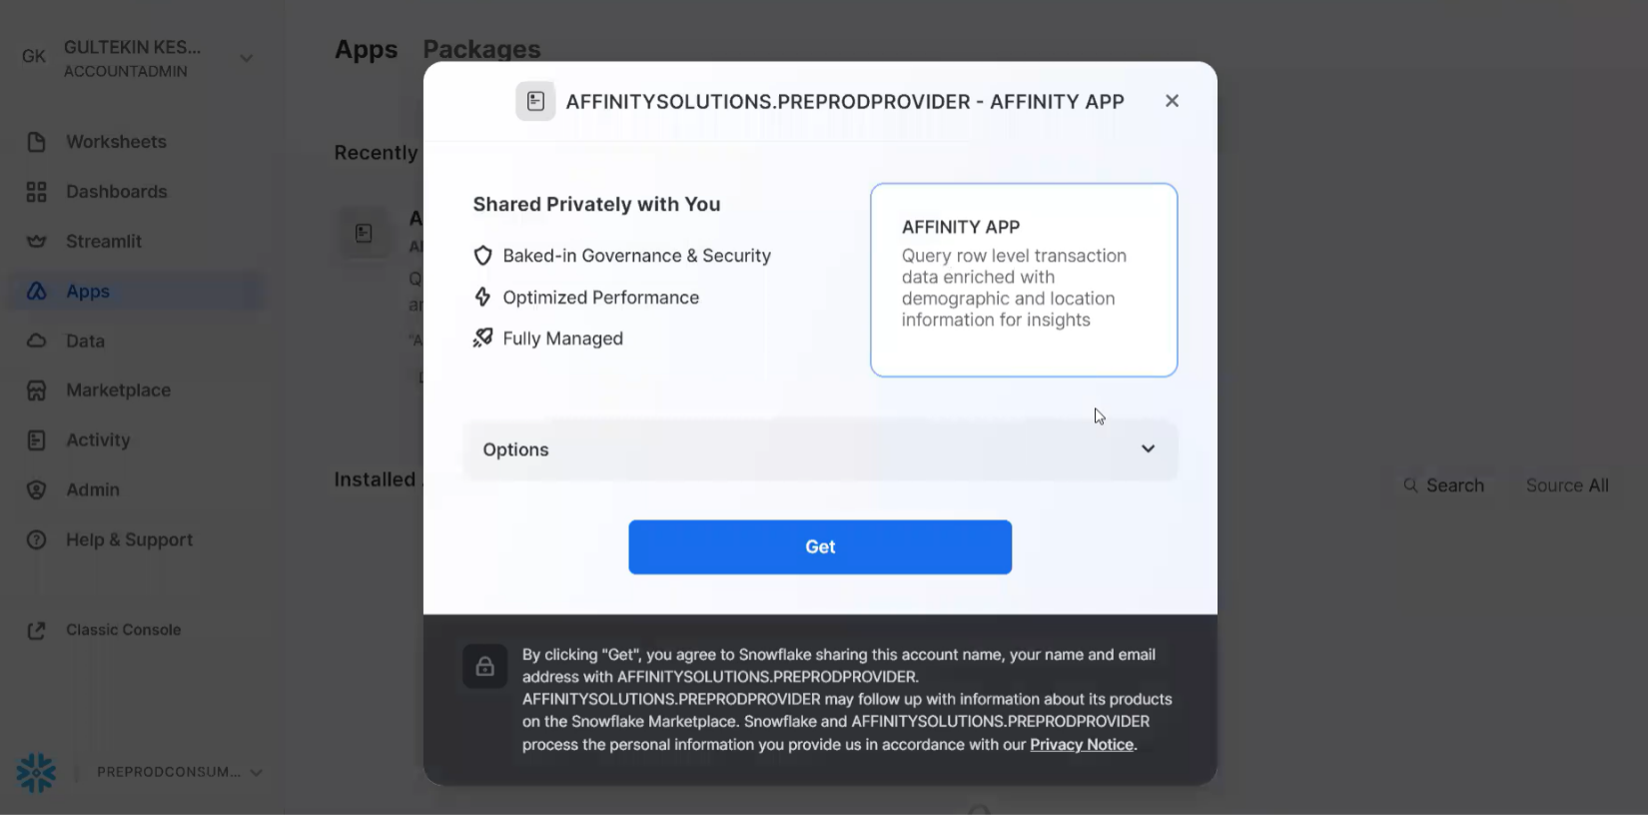 GK
GULTEKIN KES...
ACCOUNTADMIN
Worksheets
Dashboards
Streamlit
Apps
Data
Marketplace
Activity
Admin
Help & Support
Classic Console
PREPRODCONSUM...
Apps Packages
Recently
A
Q
Installed
Search
Source All
AFFINITYSOLUTIONS.PREPRODPROVIDER - AFFINITY APP
Shared Privately with You
Baked-in Governance & Security
Optimized Performance
Fully Managed
AFFINITY APP
Query row level transaction
data enriched with
demographic and location
information for insights
Options
Get
By clicking "Get", you agree to Snowflake sharing this account name, your name and email
address with AFFINITYSOLUTIONS.PREPRODPROVIDER.
AFFINITYSOLUTIONS.PREPRODPROVIDER may follow up with information about its products
on the Snowflake Marketplace. Snowflake and AFFINITYSOLUTIONS.PREPRODPROVIDER
process the personal information you provide us in accordance with our Privacy Notice.